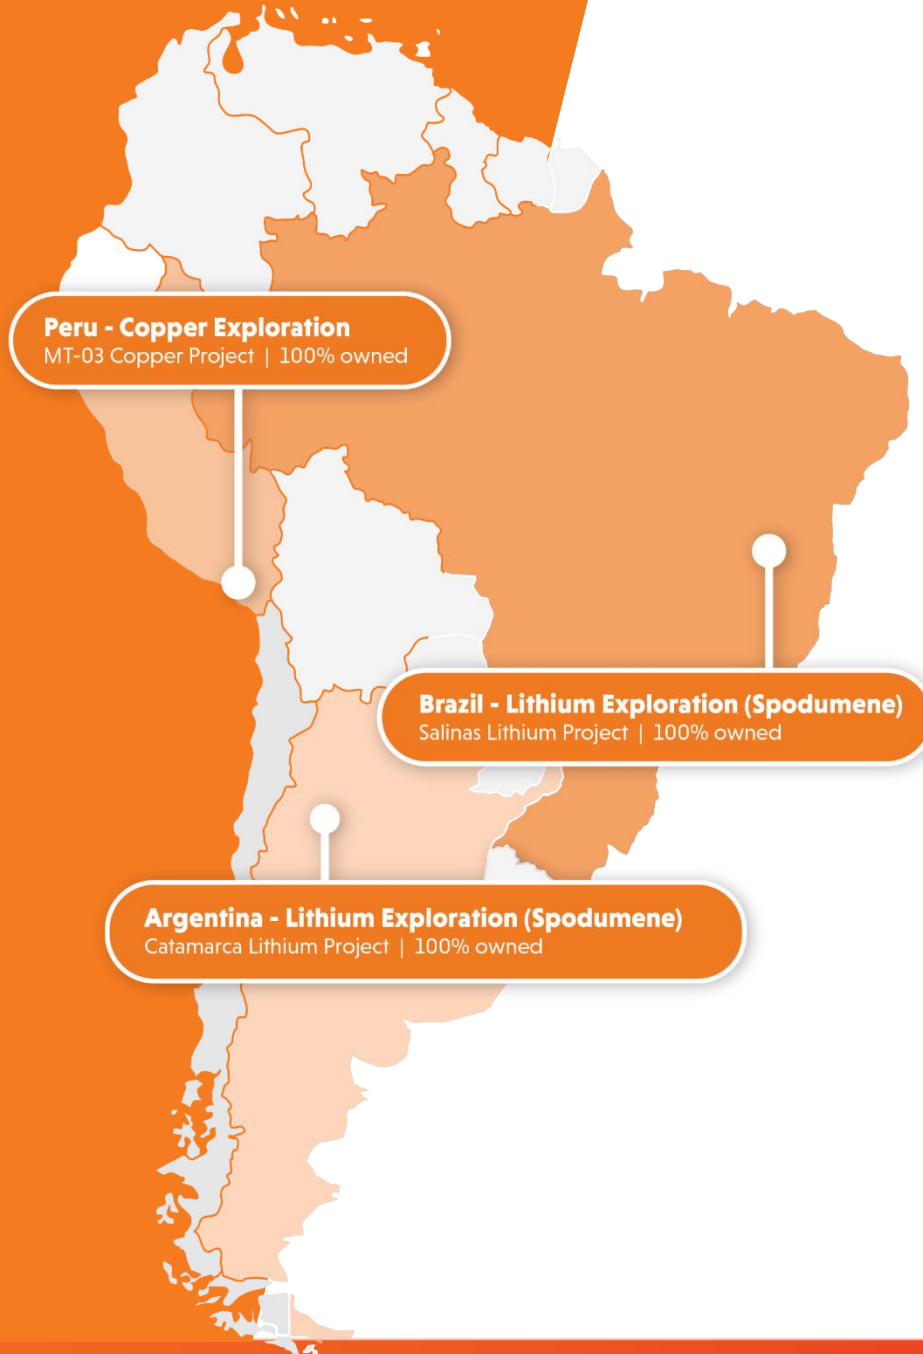 Peru - Copper Exploration
MT-03 Copper Project | 100% owned
Brazil - Lithium Exploration (Spodumene)
Salinas Lithium Project | 100% owned
Argentina - Lithium Exploration (Spodumene)
Catamarca Lithium Project | 100% owned